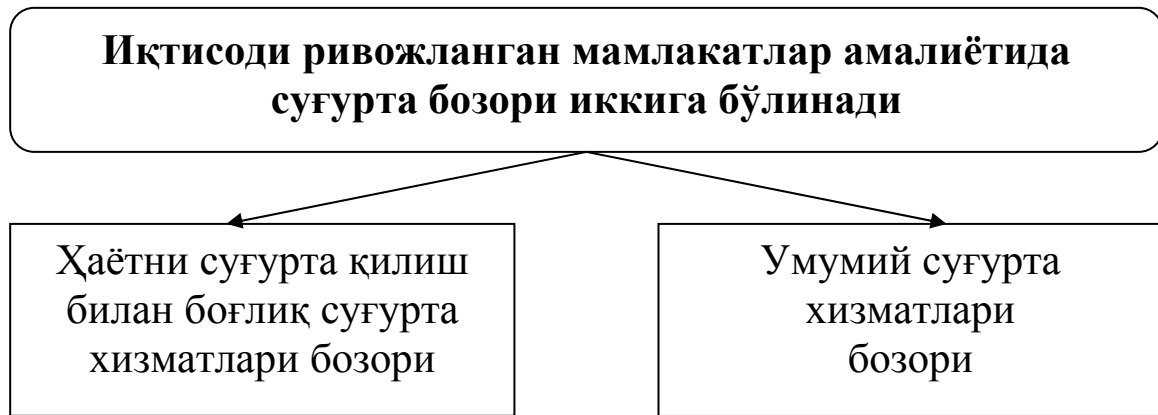 Иқтисоди ривожланган мамлакатлар амалиётида
суғурта бозори иккига бўлинади
Ҳаётни суғурта қилиш
билан боғлиқ суғурта
хизматлари бозори
Умумий суғурта
хизматлари
бозори